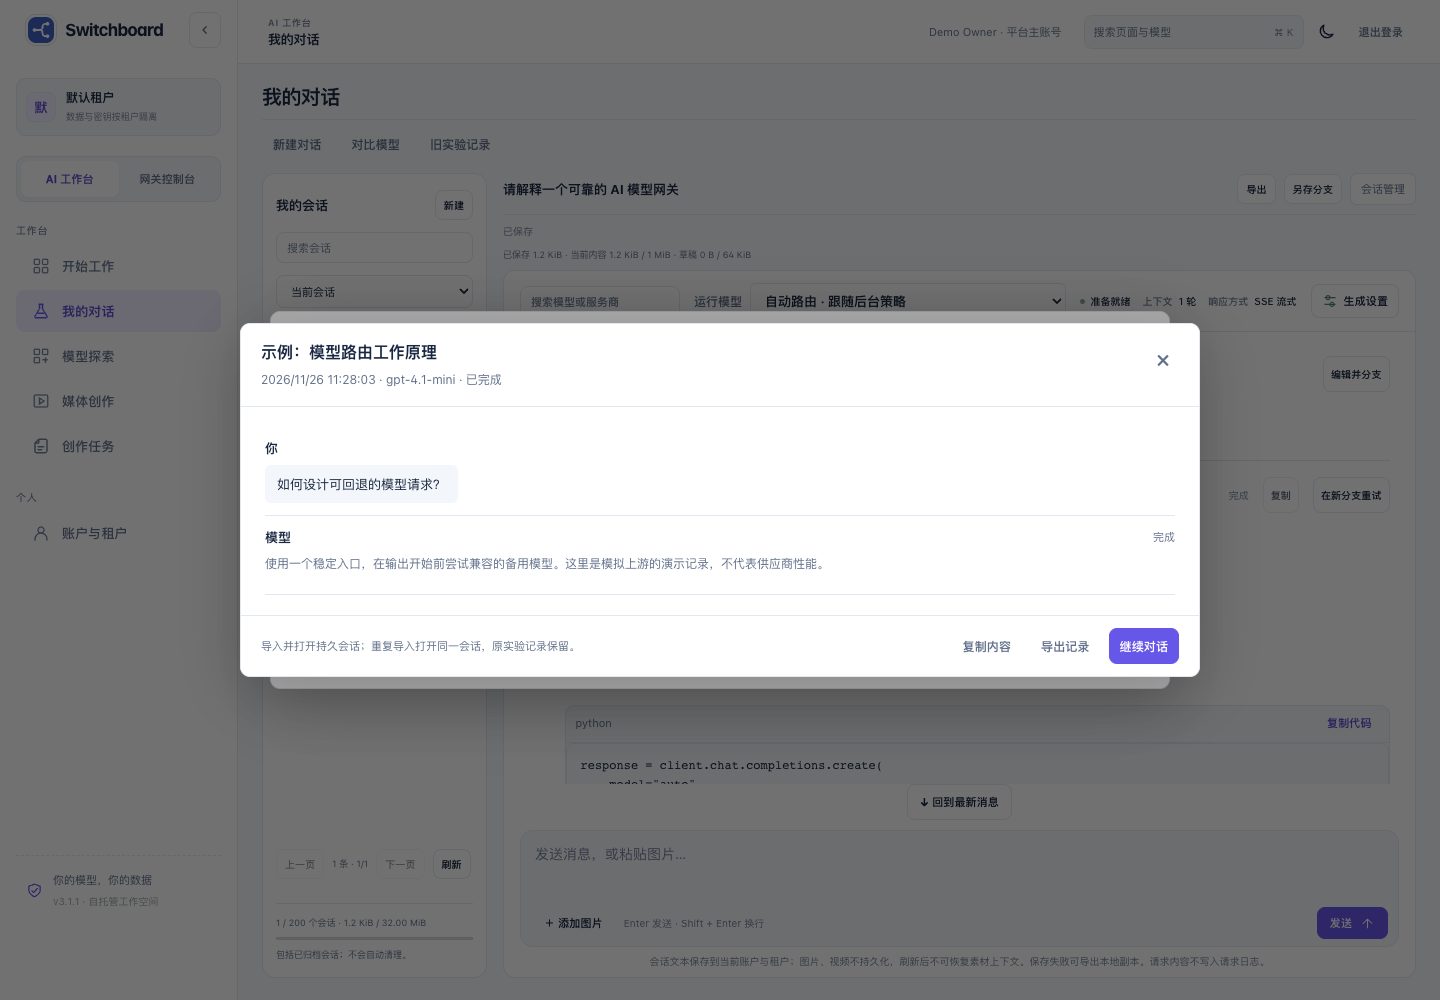 Switchboard
默
默认租户
数据与密钥按租户隔离
AI 工作台
网关控制台
工作台
开始工作
我的对话
模型探索
媒体创作
创作任务
个人
账户与租户
你的模型，你的数据
v3.1.1 · 自托管工作空间
AI 工作台
我的对话
Demo Owner · 平台主账号
搜索页面与模型
⌘ K
退出登录
我的对话
新建对话
对比模型
旧实验记录
我的会话
新建
搜索会话
当前会话
上一页
1 条 · 1/1
下一页
刷新
1 / 200 个会话 · 1.2 KiB / 32.00 MiB
包括已归档会话；不会自动清理。
请解释一个可靠的 AI 模型网关
导出
另存分支
会话管理
已保存
已保存 1.2 KiB · 当前内容 1.2 KiB / 1 MiB · 草稿 0 B / 64 KiB
搜索模型或服务商
运行模型
自动路由 · 跟随后台策略
准备就绪
上下文 1 轮
响应方式 SSE 流式
生成设置
编辑并分支
完成
复制
在新分支重试
示例：模型路由工作原理
2026/11/26 11:28:03 · gpt-4.1-mini · 已完成
你
如何设计可回退的模型请求?
模型
完成
使用一个稳定入口，在输出开始前尝试兼容的备用模型。这里是模拟上游的演示记录，不代表供应商性能。
导入并打开持久会话；重复导入打开同一会话，原实验记录保留。
复制内容
导出记录
继续对话
python
复制代码
response = client.chat.completions.create(
model="auto"
↓ 回到最新消息
发送消息，或粘贴图片...
+ 添加图片
Enter 发送 · Shift + Enter 换行
发送 ↑
会话文本保存到当前账户与租户；图片、视频不持久化，刷新后不可恢复素材上下文。保存失败可导出本地副本。请求内容不写入请求日志。